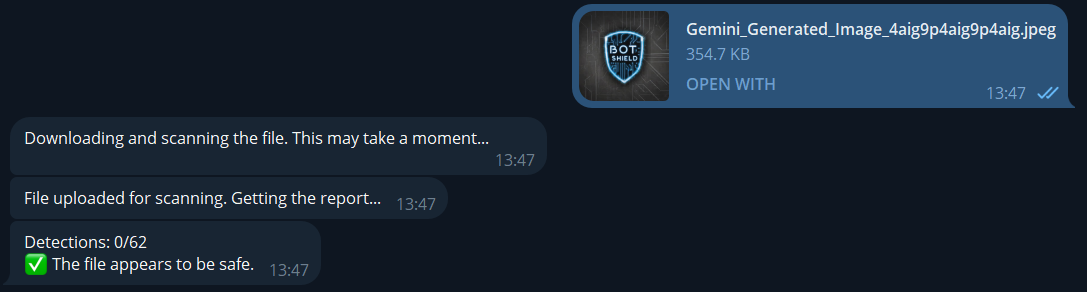 BOT
SHIELD
Gemini_Generated_Image_4aig9p4aig9p4aig.jpeg
354.7 KB
OPEN WITH
13:47
Downloading and scanning the file. This may take a moment...
13:47
File uploaded for scanning. Getting the report...
13:47
Detections: 0/62
✅ The file appears to be safe.
13:47